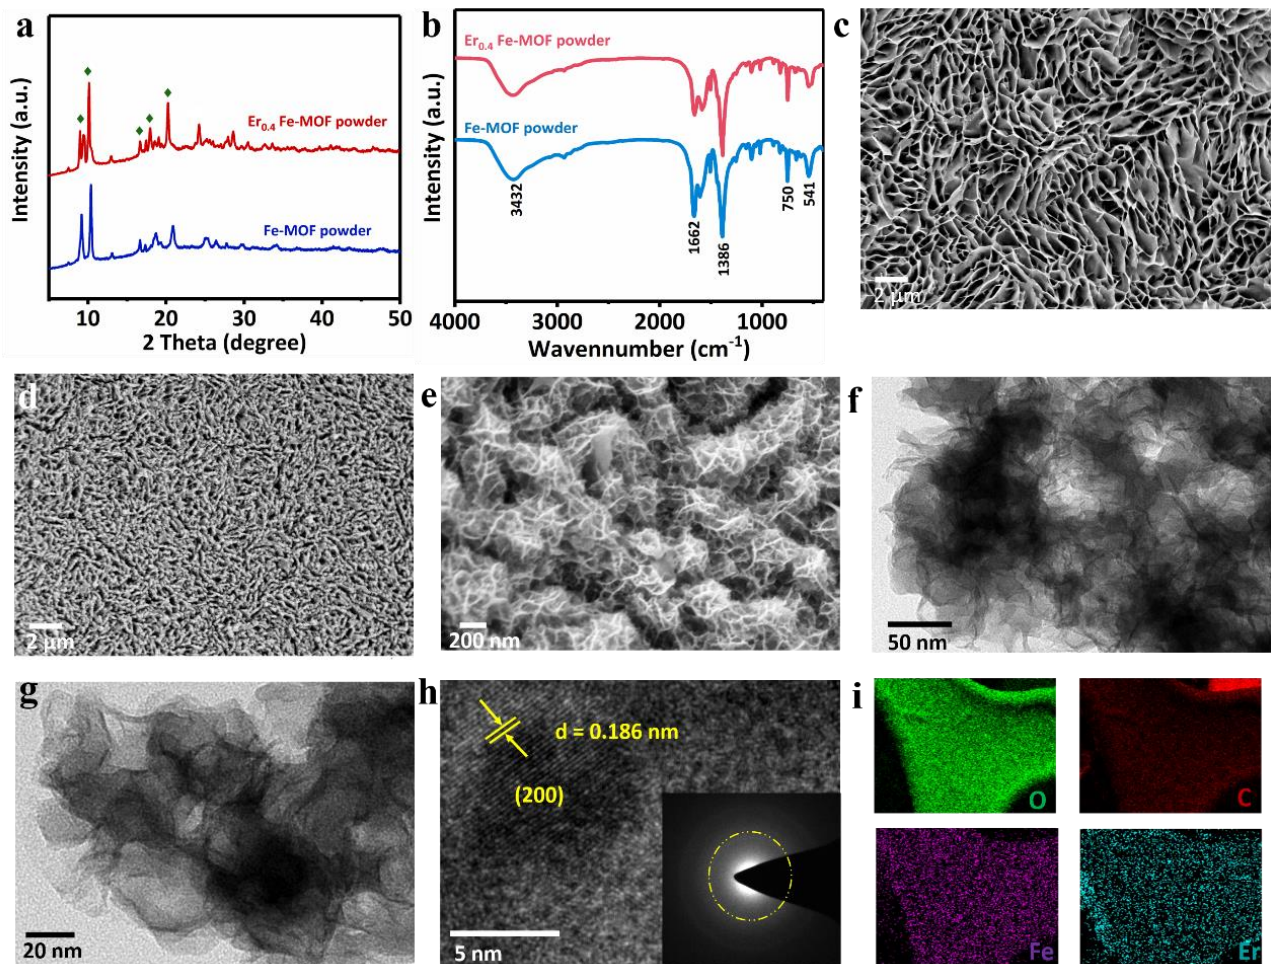 a
Intensity (a.u.)
Er0.4 Fe-MOF powder
Fe-MOF powder
10 20 30 40 50
2 Theta (degree)
b
Intensity (a.u.)
Er0.4 Fe-MOF powder
Fe-MOF powder
3432
1662
1386
750
541
4000 3000 2000 1000
Wavennumber (cm-1)
c
2 µm
d
2 µm
e
200 nm
f
50 nm
g
20 nm
h
d = 0.186 nm
(200)
5 nm
i
O
C
Fe
Er